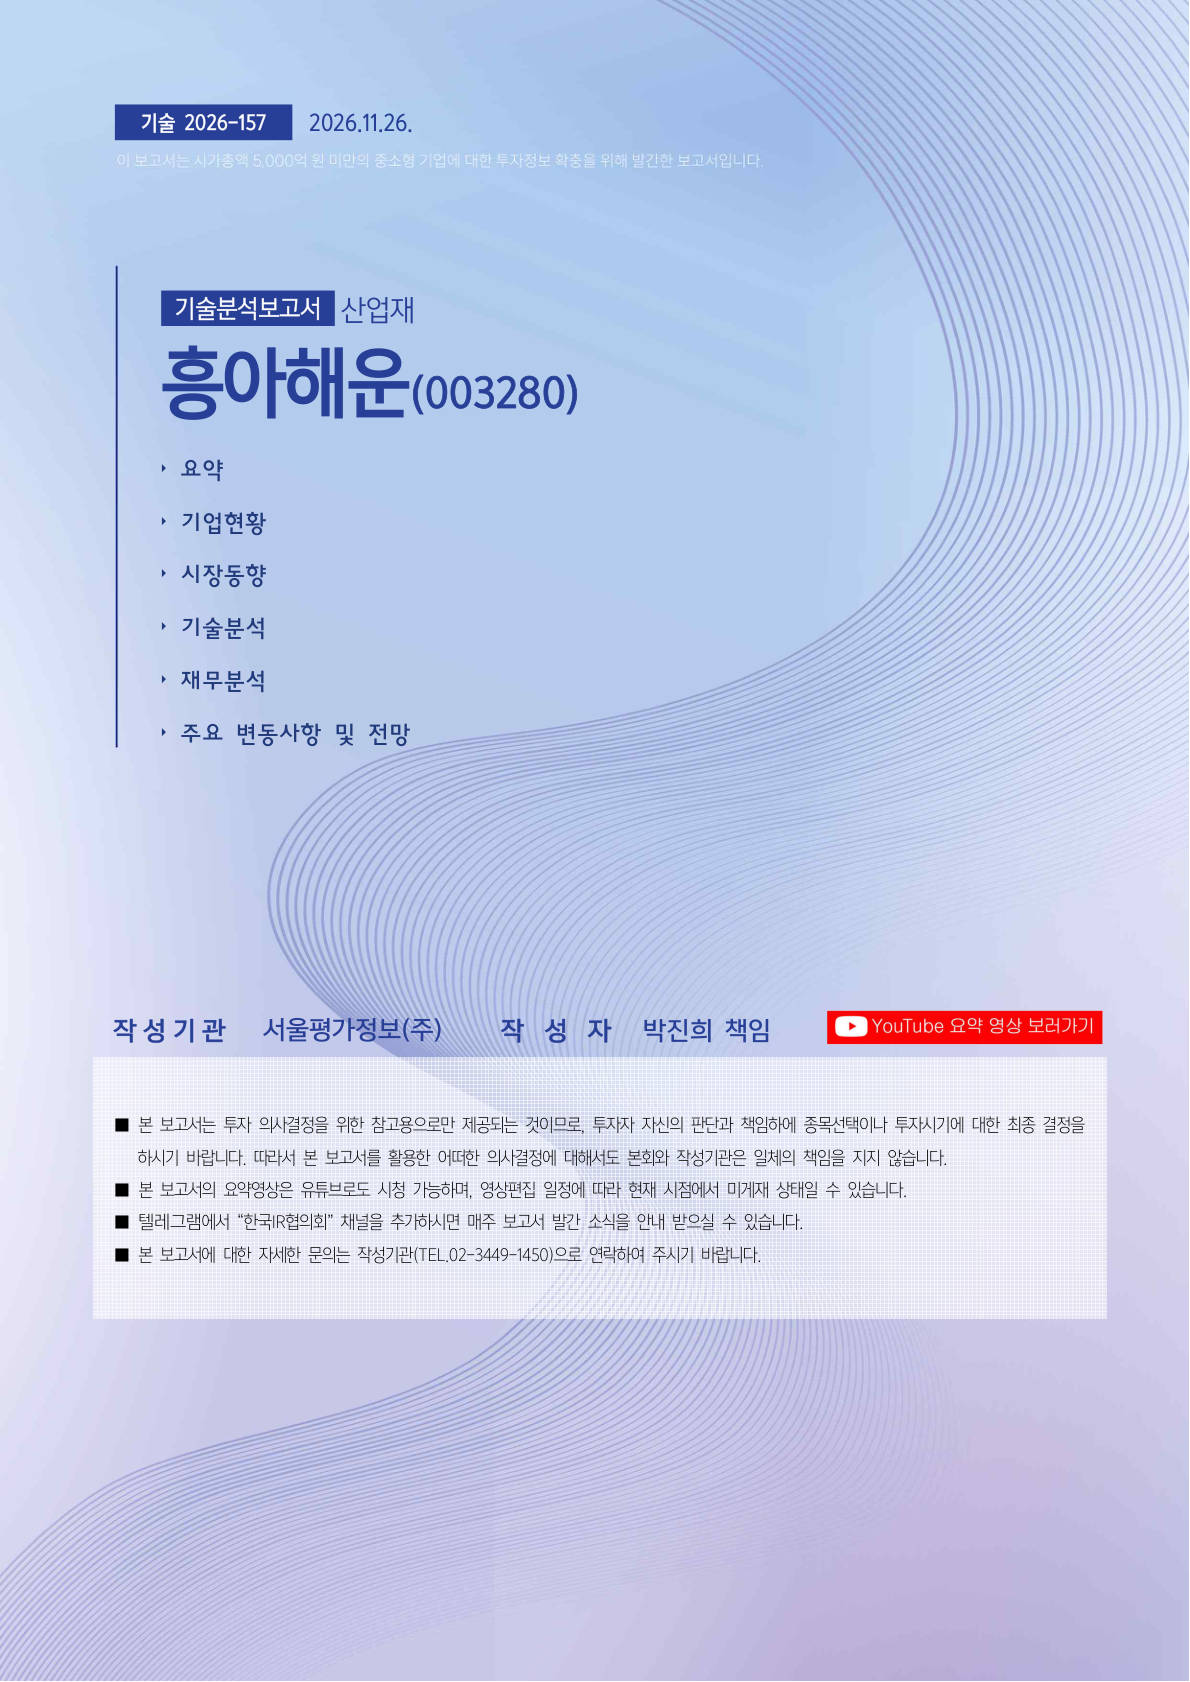 기술 2026-157 2026.11.26.
이 보고서는 시가총액 5,000억 원 미만의 중소형 기업에 대한 투자정보 확충을 위해 발간한 보고서입니다.
기술분석보고서 산업재
흥아해운(003280)
요약
기업현황
시장동향
기술분석
재무분석
주요 변동사항 및 전망
작성기관 서울평가정보(주) 작 성 자 박진희 책임 YouTube 요약 영상 보러가기
■ 본 보고서는 투자 의사결정을 위한 참고용으로만 제공되는 것이므로, 투자자 자신의 판단과 책임하에 종목선택이나 투자시기에 대한 최종 결정을
하시기 바랍니다. 따라서 본 보고서를 활용한 어떠한 의사결정에 대해서도 본회와 작성기관은 일체의 책임을 지지 않습니다.
■ 본 보고서의 요약영상은 유튜브로도 시청 가능하며, 영상편집 일정에 따라 현재 시점에서 미게재 상태일 수 있습니다.
■ 텔레그램에서 “한국IR협의회” 채널을 추가하시면 매주 보고서 발간 소식을 안내 받으실 수 있습니다.
■ 본 보고서에 대한 자세한 문의는 작성기관(TEL.02-3449-1450)으로 연락하여 주시기 바랍니다.